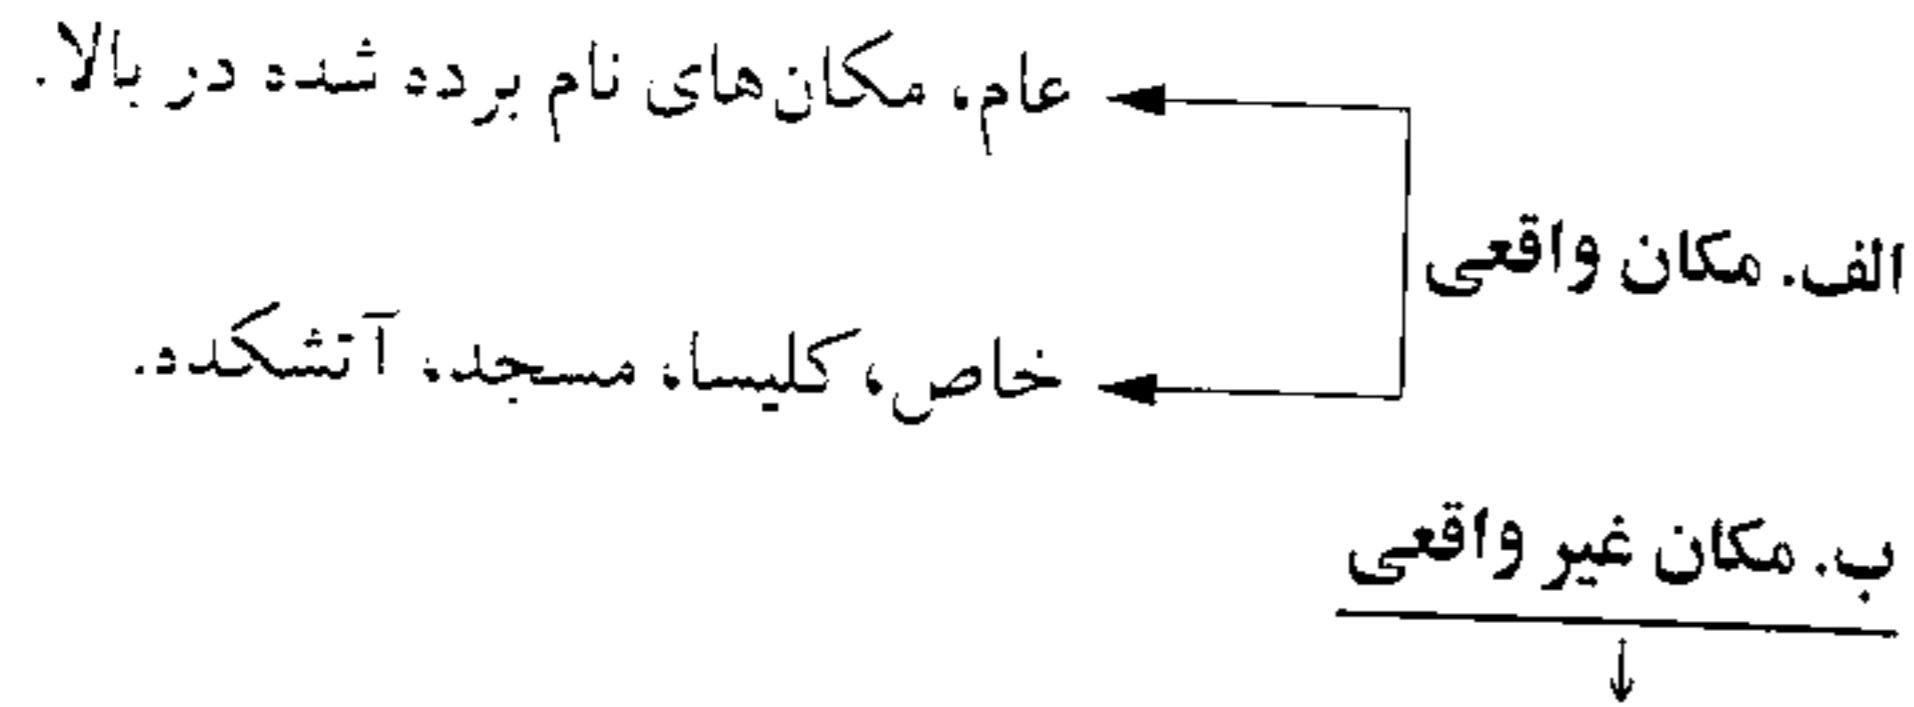 عام، مکان‌های نام برده شده در بالا.
الف. مکان واقعی
خاص، کلیسا، مسجد، آتشکده.
ب. مکان غیر واقعی